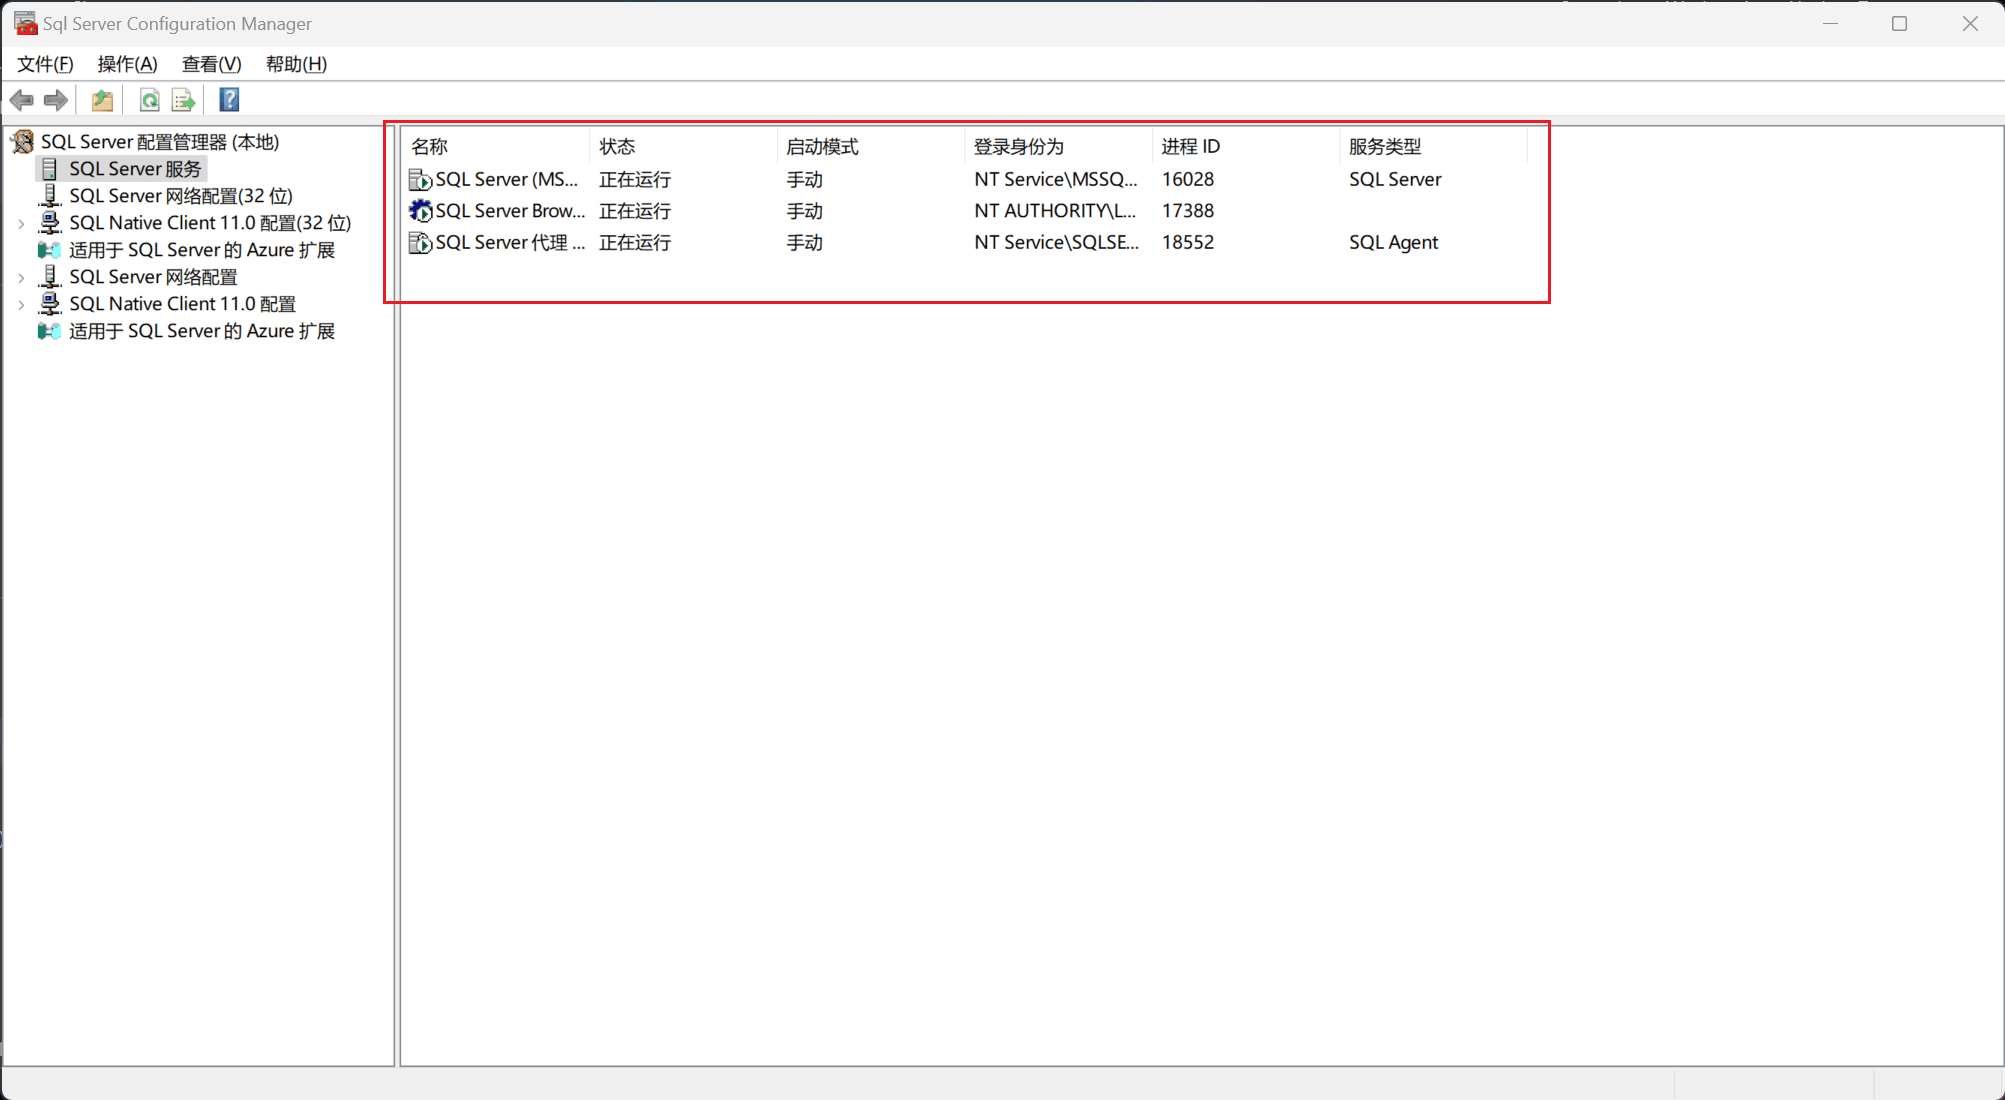 Sql Server Configuration Manager
文件(F) 操作(A) 查看(V) 帮助(H)
SQL Server 配置管理器 (本地)
SQL Server 服务
SQL Server 网络配置(32 位)
SQL Native Client 11.0 配置(32 位)
适用于 SQL Server 的 Azure 扩展
SQL Server 网络配置
SQL Native Client 11.0 配置
适用于 SQL Server 的 Azure 扩展
名称 状态 启动模式 登录身份为 进程 ID 服务类型
SQL Server (MS... 正在运行 手动 NT Service\MSSQ... 16028 SQL Server
SQL Server Brow... 正在运行 手动 NT AUTHORITY\L... 17388
SQL Server 代理 ... 正在运行 手动 NT Service\SQLSE... 18552 SQL Agent